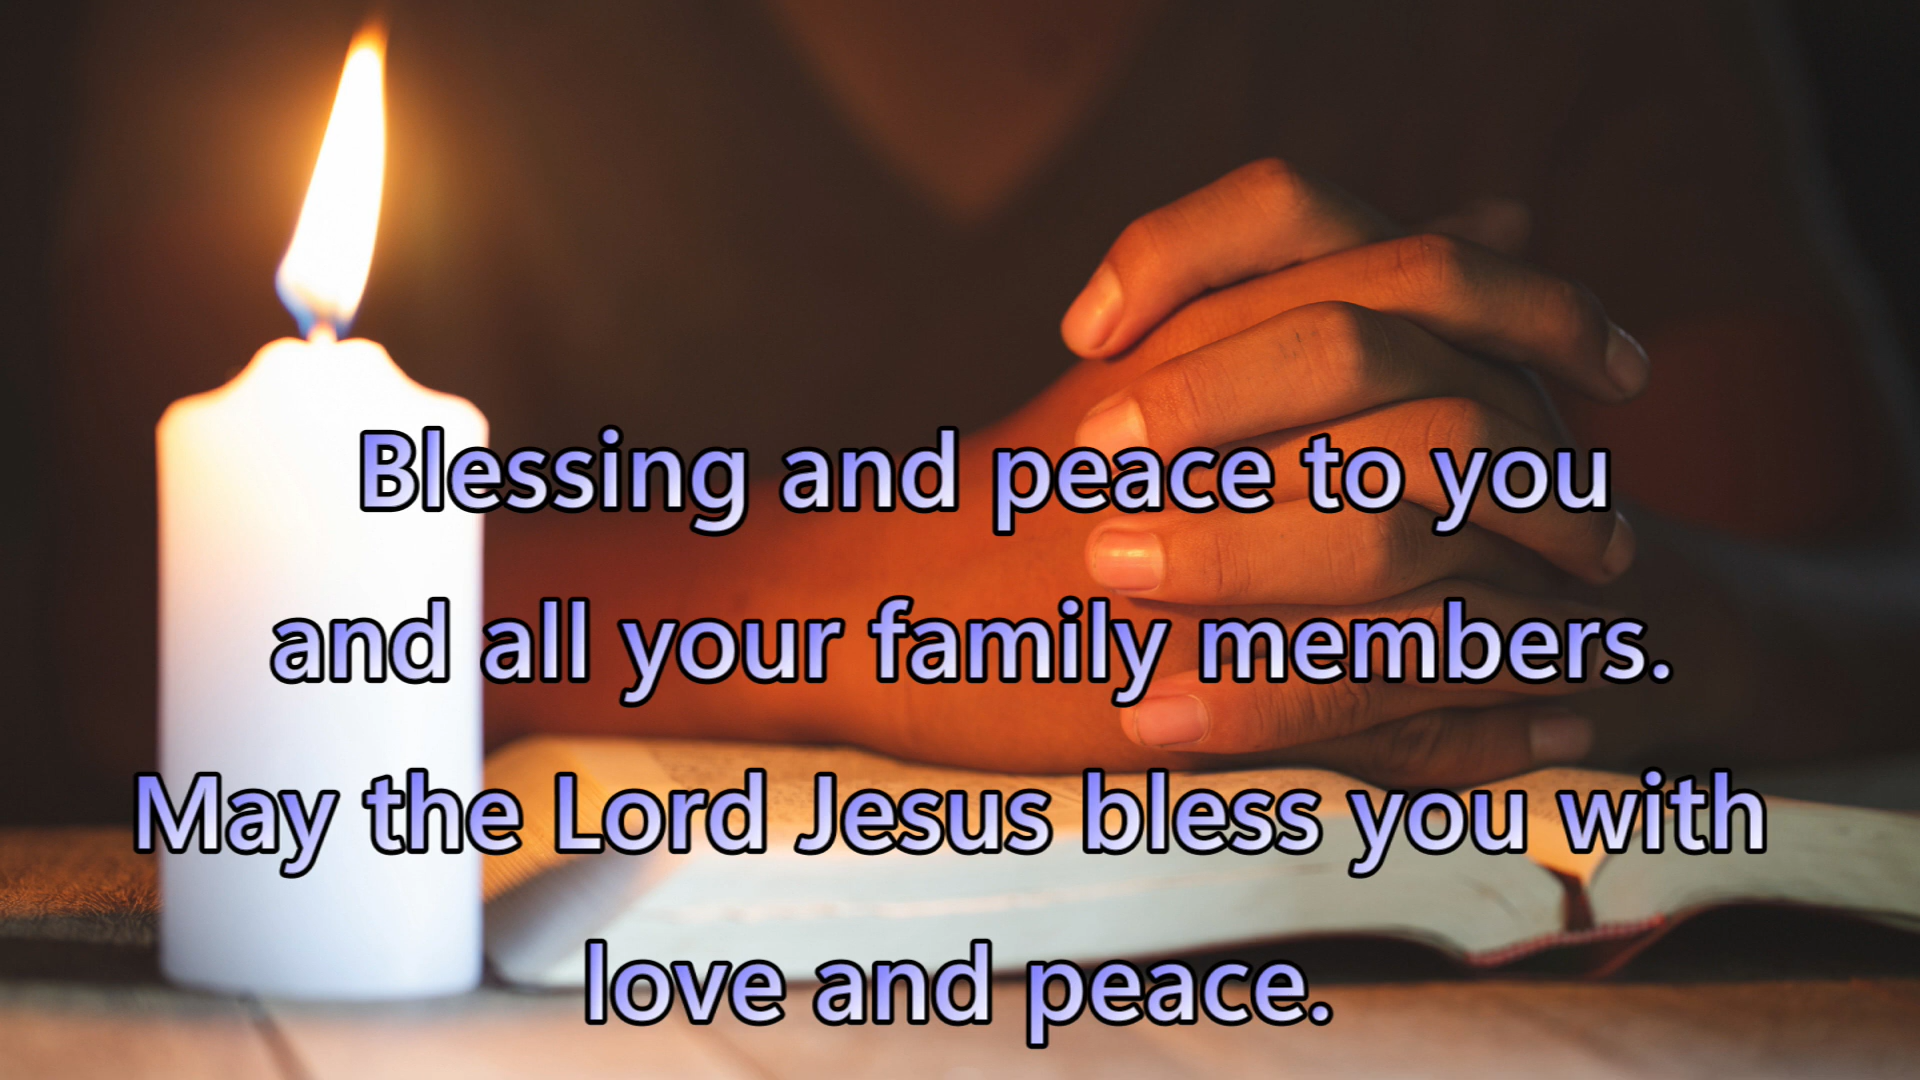 Blessing and peace to you
and all your family members.
May the Lord Jesus bless you with
love and peace.